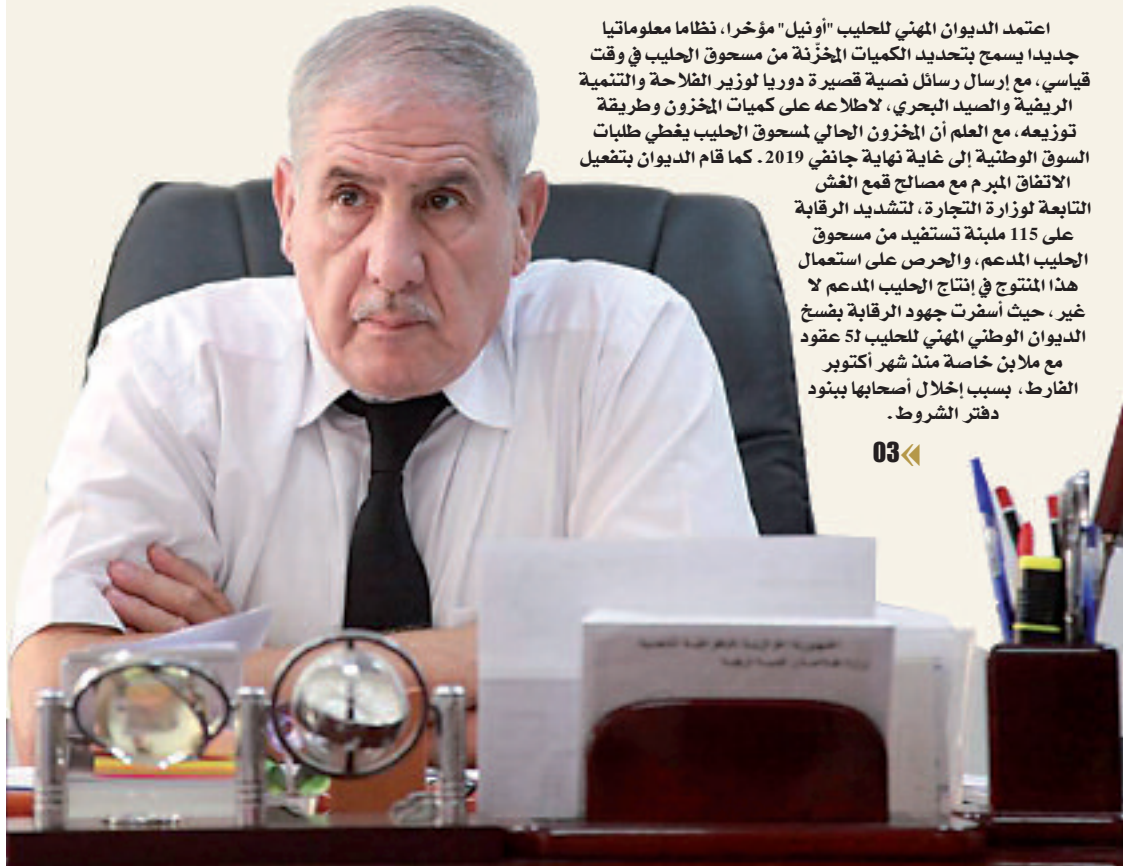 اعتمد الديوان المهني للحليب "أونيل" مؤخرا، نظاما معلوماتيا
جديدا يسمح بتحديد الكميات المخزّنة من مسحوق الحليب في وقت
قياسي، مع إرسال رسائل نصية قصيرة دوريا لوزير الفلاحة والتنمية
الريفية والصيد البحري، لاطلاعه على كميات المخزون وطريقة
توزيعه، مع العلم أن المخزون الحالي لمسحوق الحليب يغطي طلبات
السوق الوطنية إلى غاية نهاية جانفي 2019. كما قام الديوان بتفعيل
الاتفاق المبرم مع مصالح قمع الغش
التابعة لوزارة التجارة، لتشديد الرقابة
على 115 ملبنة تستفيد من مسحوق
الحليب المدعم، والحرص على استعمال
هذا المنتوج في إنتاج الحليب المدعم لا
غير، حيث أسفرت جهود الرقابة بفسخ
الديوان الوطني المهني للحليب لـ5 عقود
مع ملابن خاصة منذ شهر أكتوبر
الفارط، بسبب إخلال أصحابها ببنود
دفتر الشروط.
03